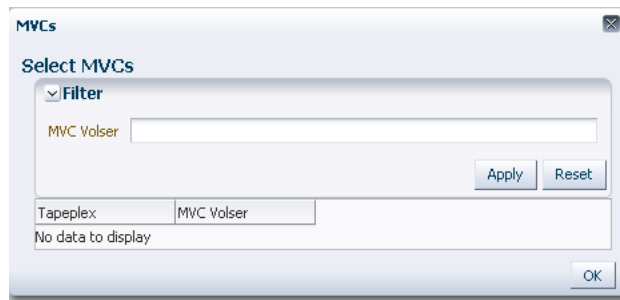 MVCs
Select MVCs
Filter
MVC Volser
Apply Reset
Tapeplex MVC Volser
No data to display
OK